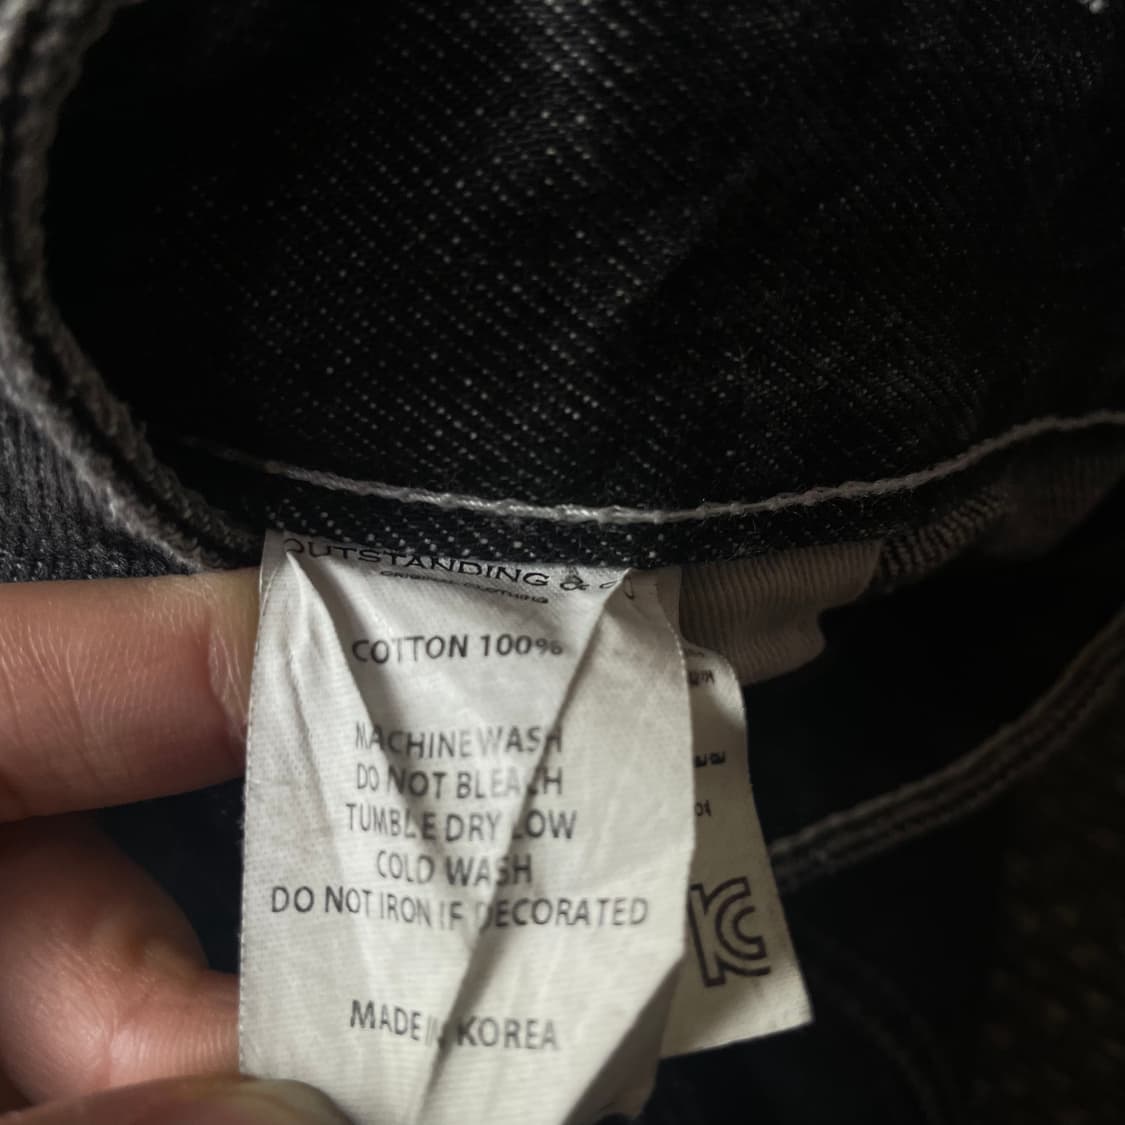 OUTSTANDING &
COTTON 100%
MACHINE WASH
DO NOT BLEACH
TUMBLE DRY LOW
COLD WASH
DO NOT IRON IF DECORATED
MADE IN KOREA
KC